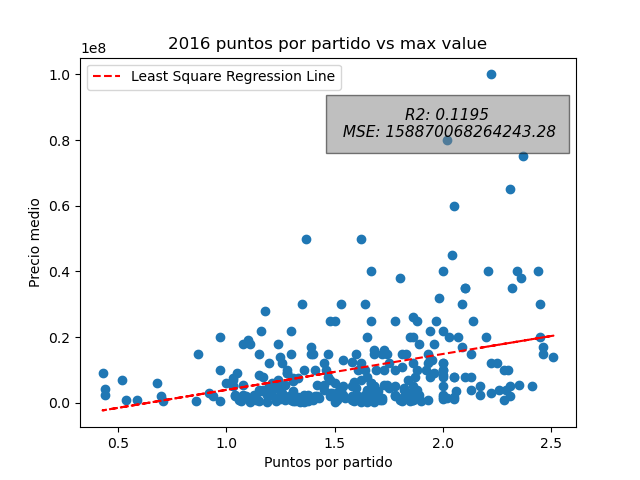 2016 puntos por partido vs max value
1e8
Least Square Regression Line
R2: 0.1195
MSE: 158870068264243.28
1.0
0.8
0.6
0.4
0.2
0.0
Precio medio
0.5 1.0 1.5 2.0 2.5
Puntos por partido